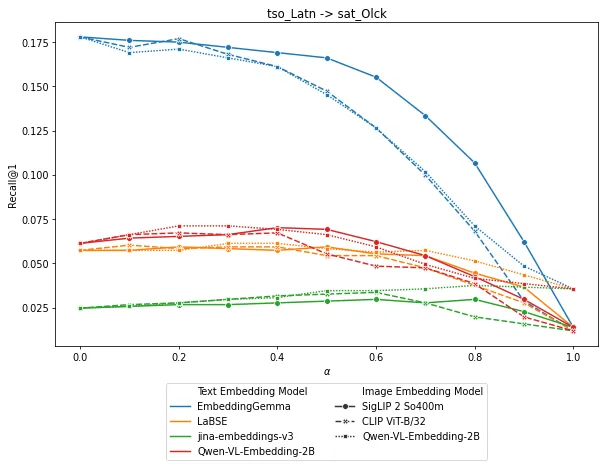 tso_Latn -> sat_Olck
0.175
0.150
0.125
0.100
0.075
0.050
0.025
Recall@1
0.0 0.2 0.4 0.6 0.8 1.0
α
Text Embedding Model Image Embedding Model
EmbeddingGemma SigLIP 2 So400m
LaBSE CLIP ViT-B/32
jina-embeddings-v3 Qwen-VL-Embedding-2B
Qwen-VL-Embedding-2B